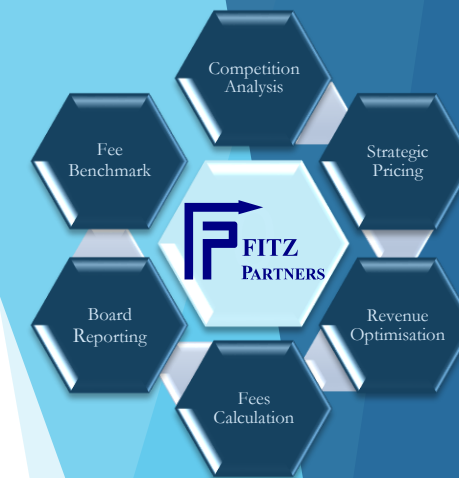 Competition
Analysis
Fee
Benchmark
Strategic
Pricing
FITZ
PARTNERS
Board
Reporting
Revenue
Optimisation
Fees
Calculation